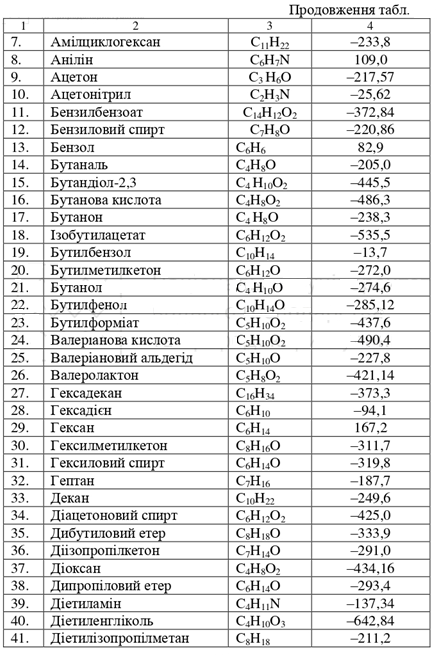 Продовження табл.
1 2 3 4
7. Амілциклогексан C₁₁H₂₂ –233,8
8. Анілін C₆H₇N 109,0
9. Ацетон C₃H₆O –217,57
10. Ацетонітрил C₂H₃N –25,62
11. Бензилбензоат C₁₄H₁₂O₂ –372,84
12. Бензиловий спирт C₇H₈O –220,86
13. Бензол C₆H₆ 82,9
14. Бутаналь C₄H₈O –205,0
15. Бутандіол-2,3 C₄H₁₀O₂ –445,5
16. Бутанова кислота C₄H₈O₂ –486,3
17. Бутанон C₄H₈O –238,3
18. Ізобутилацетат C₆H₁₂O₂ –535,5
19. Бутилбензол C₁₀H₁₄ –13,7
20. Бутилметилкетон C₆H₁₂O –272,0
21. Бутанол C₄H₁₀O –274,6
22. Бутилфенол C₁₀H₁₄O –285,12
23. Бутилформіат C₅H₁₀O₂ –437,6
24. Валеріанова кислота C₅H₁₀O₂ –490,4
25. Валеріановий альдегід C₅H₁₀O –227,8
26. Валеролактон C₅H₈O₂ –421,14
27. Гексадекан C₁₆H₃₄ –373,3
28. Гексадієн C₆H₁₀ –94,1
29. Гексан C₆H₁₄ 167,2
30. Гексилметилкетон C₈H₁₆O –311,7
31. Гексиловий спирт C₆H₁₄O –319,8
32. Гептан C₇H₁₆ –187,7
33. Декан C₁₀H₂₂ –249,6
34. Діацетоновий спирт C₆H₁₂O₂ –425,0
35. Дибутиловий етер C₈H₁₈O –333,9
36. Діізопропілкетон C₇H₁₄O –291,0
37. Діоксан C₄H₈O₂ –434,16
38. Дипропіловий етер C₆H₁₄O –293,4
39. Діетиламін C₄H₁₁N –137,34
40. Діетиленгліколь C₄H₁₀O₃ –642,84
41. Діетилізопропілметан C₈H₁₈ –211,2